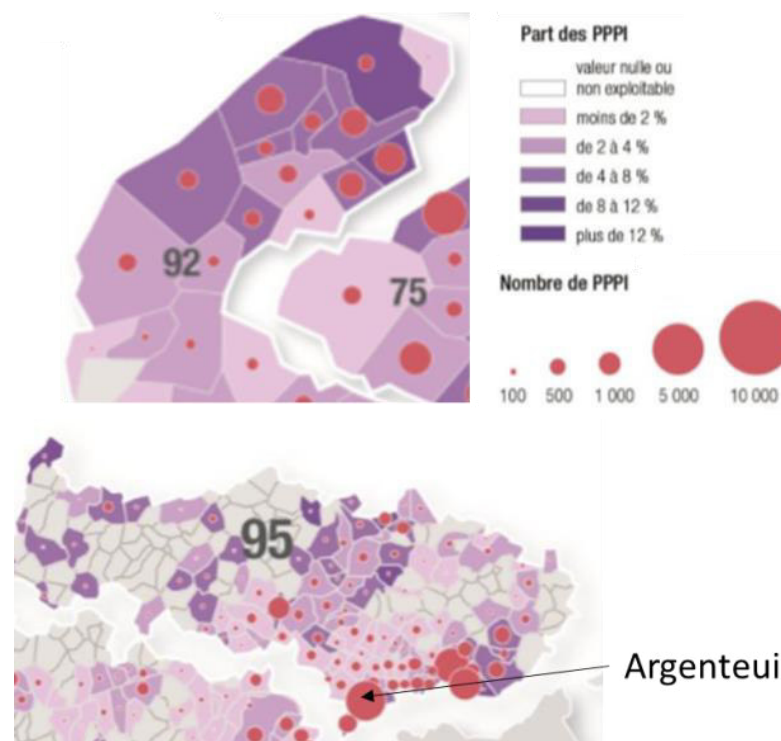 Part des PPPI
valeur nulle ou
non exploitable
moins de 2 %
de 2 à 4 %
de 4 à 8 %
de 8 à 12 %
plus de 12 %
92
75
Nombre de PPPI
100 500 1 000 5 000 10 000
95
Argenteui